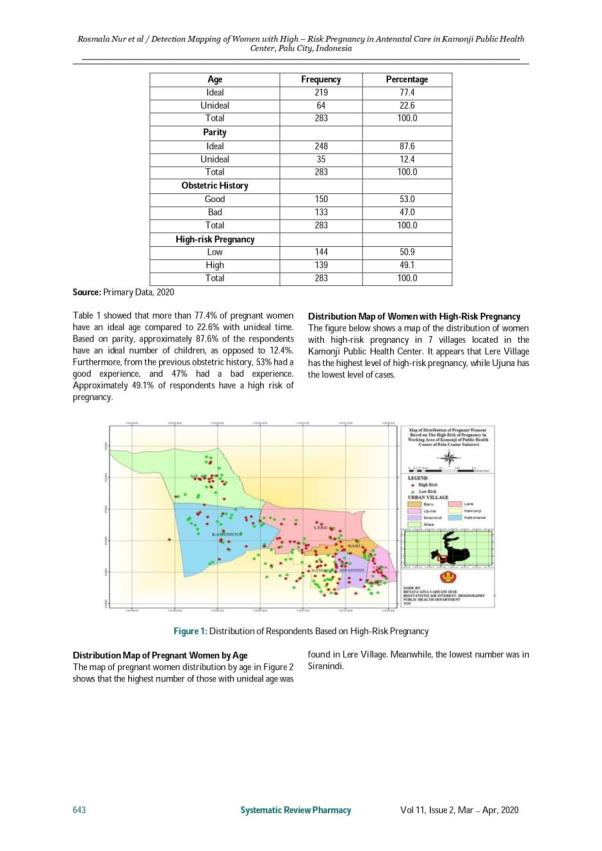 Rosmala Nur et al / Detection Mapping of Women with High – Risk Pregnancy in Antenatal Care in Kamonji Public Health
Center, Palu City, Indonesia
Age Frequency Percentage
Ideal 219 77.4
Unideal 64 22.6
Total 283 100.0
Parity
Ideal 248 87.6
Unideal 35 12.4
Total 283 100.0
Obstetric History
Good 150 53.0
Bad 133 47.0
Total 283 100.0
High-risk Pregnancy
Low 144 50.9
High 139 49.1
Total 283 100.0
Source: Primary Data, 2020
Table 1 showed that more than 77.4% of pregnant women
have an ideal age compared to 22.6% with unideal time.
Based on parity, approximately 87.6% of the respondents
have an ideal number of children, as opposed to 12.4%.
Furthermore, from the previous obstetric history, 53% had a
good experience, and 47% had a bad experience.
Approximately 49.1% of respondents have a high risk of
pregnancy.
Distribution Map of Women with High-Risk Pregnancy
The figure below shows a map of the distribution of women
with high-risk pregnancy in 7 villages located in the
Kamonji Public Health Center. It appears that Lere Village
has the highest level of high-risk pregnancy, while Ujuna has
the lowest level of cases.
Map of Distribution of Pregnant Women
Based on The High Risk of Pregnancy in
Working Area of Kamonji of Public Health
Center of Palu Center Sulawesi
LEGEND
High Risk
Low Risk
URBAN VILLAGE
Baru Lere
Ujuna Kamonji
Siranindi Kabonena
Silae
LERE
BARU
MADE BY
PUBLIC HEALTH DEPARTMENT
2020
Figure 1: Distribution of Respondents Based on High-Risk Pregnancy
Distribution Map of Pregnant Women by Age
The map of pregnant women distribution by age in Figure 2
shows that the highest number of those with unideal age was
found in Lere Village. Meanwhile, the lowest number was in
Siranindi.
643 Systematic Review Pharmacy Vol 11, Issue 2, Mar – Apr, 2020